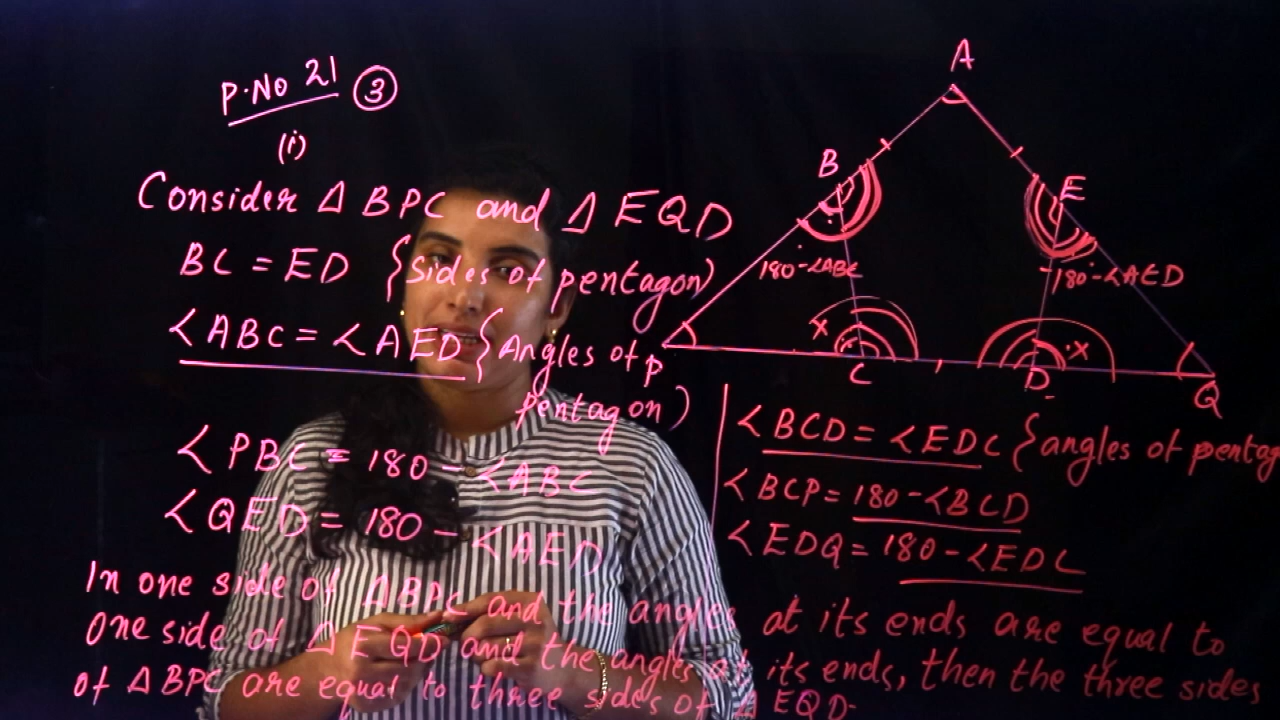 P.No 21 ③
(i)
Consider Δ BPC and Δ EQD
BC = ED {Sides of pentagon)
∠ABC = ∠AED {Angles of p
pentagon)
∠PBC = 180 - ∠ABC
∠QED = 180 - ∠AED
In one side of ΔBPC and the angles at its ends are equal to
one side of Δ EQD and the angles at its ends, then the three sides
of Δ BPC are equal to three sides of Δ EQD
A
B
E
180-∠ABC
180-∠AED
x
x
C
D
Q
∠BCD = ∠EDC {angles of pentag
∠BCP = 180-∠BCD
∠EDQ = 180-∠EDC